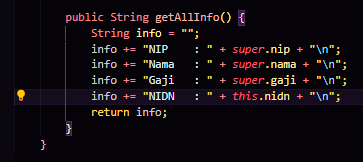 public String getAllInfo() {
String info = "";
info += "NIP   : " + super.nip + "\n";
info += "Nama   : " + super.nama + "\n";
info += "Gaji   : " + super.gaji + "\n";
info += "NIDN   : " + this.nidn + "\n";
return info;
}
}